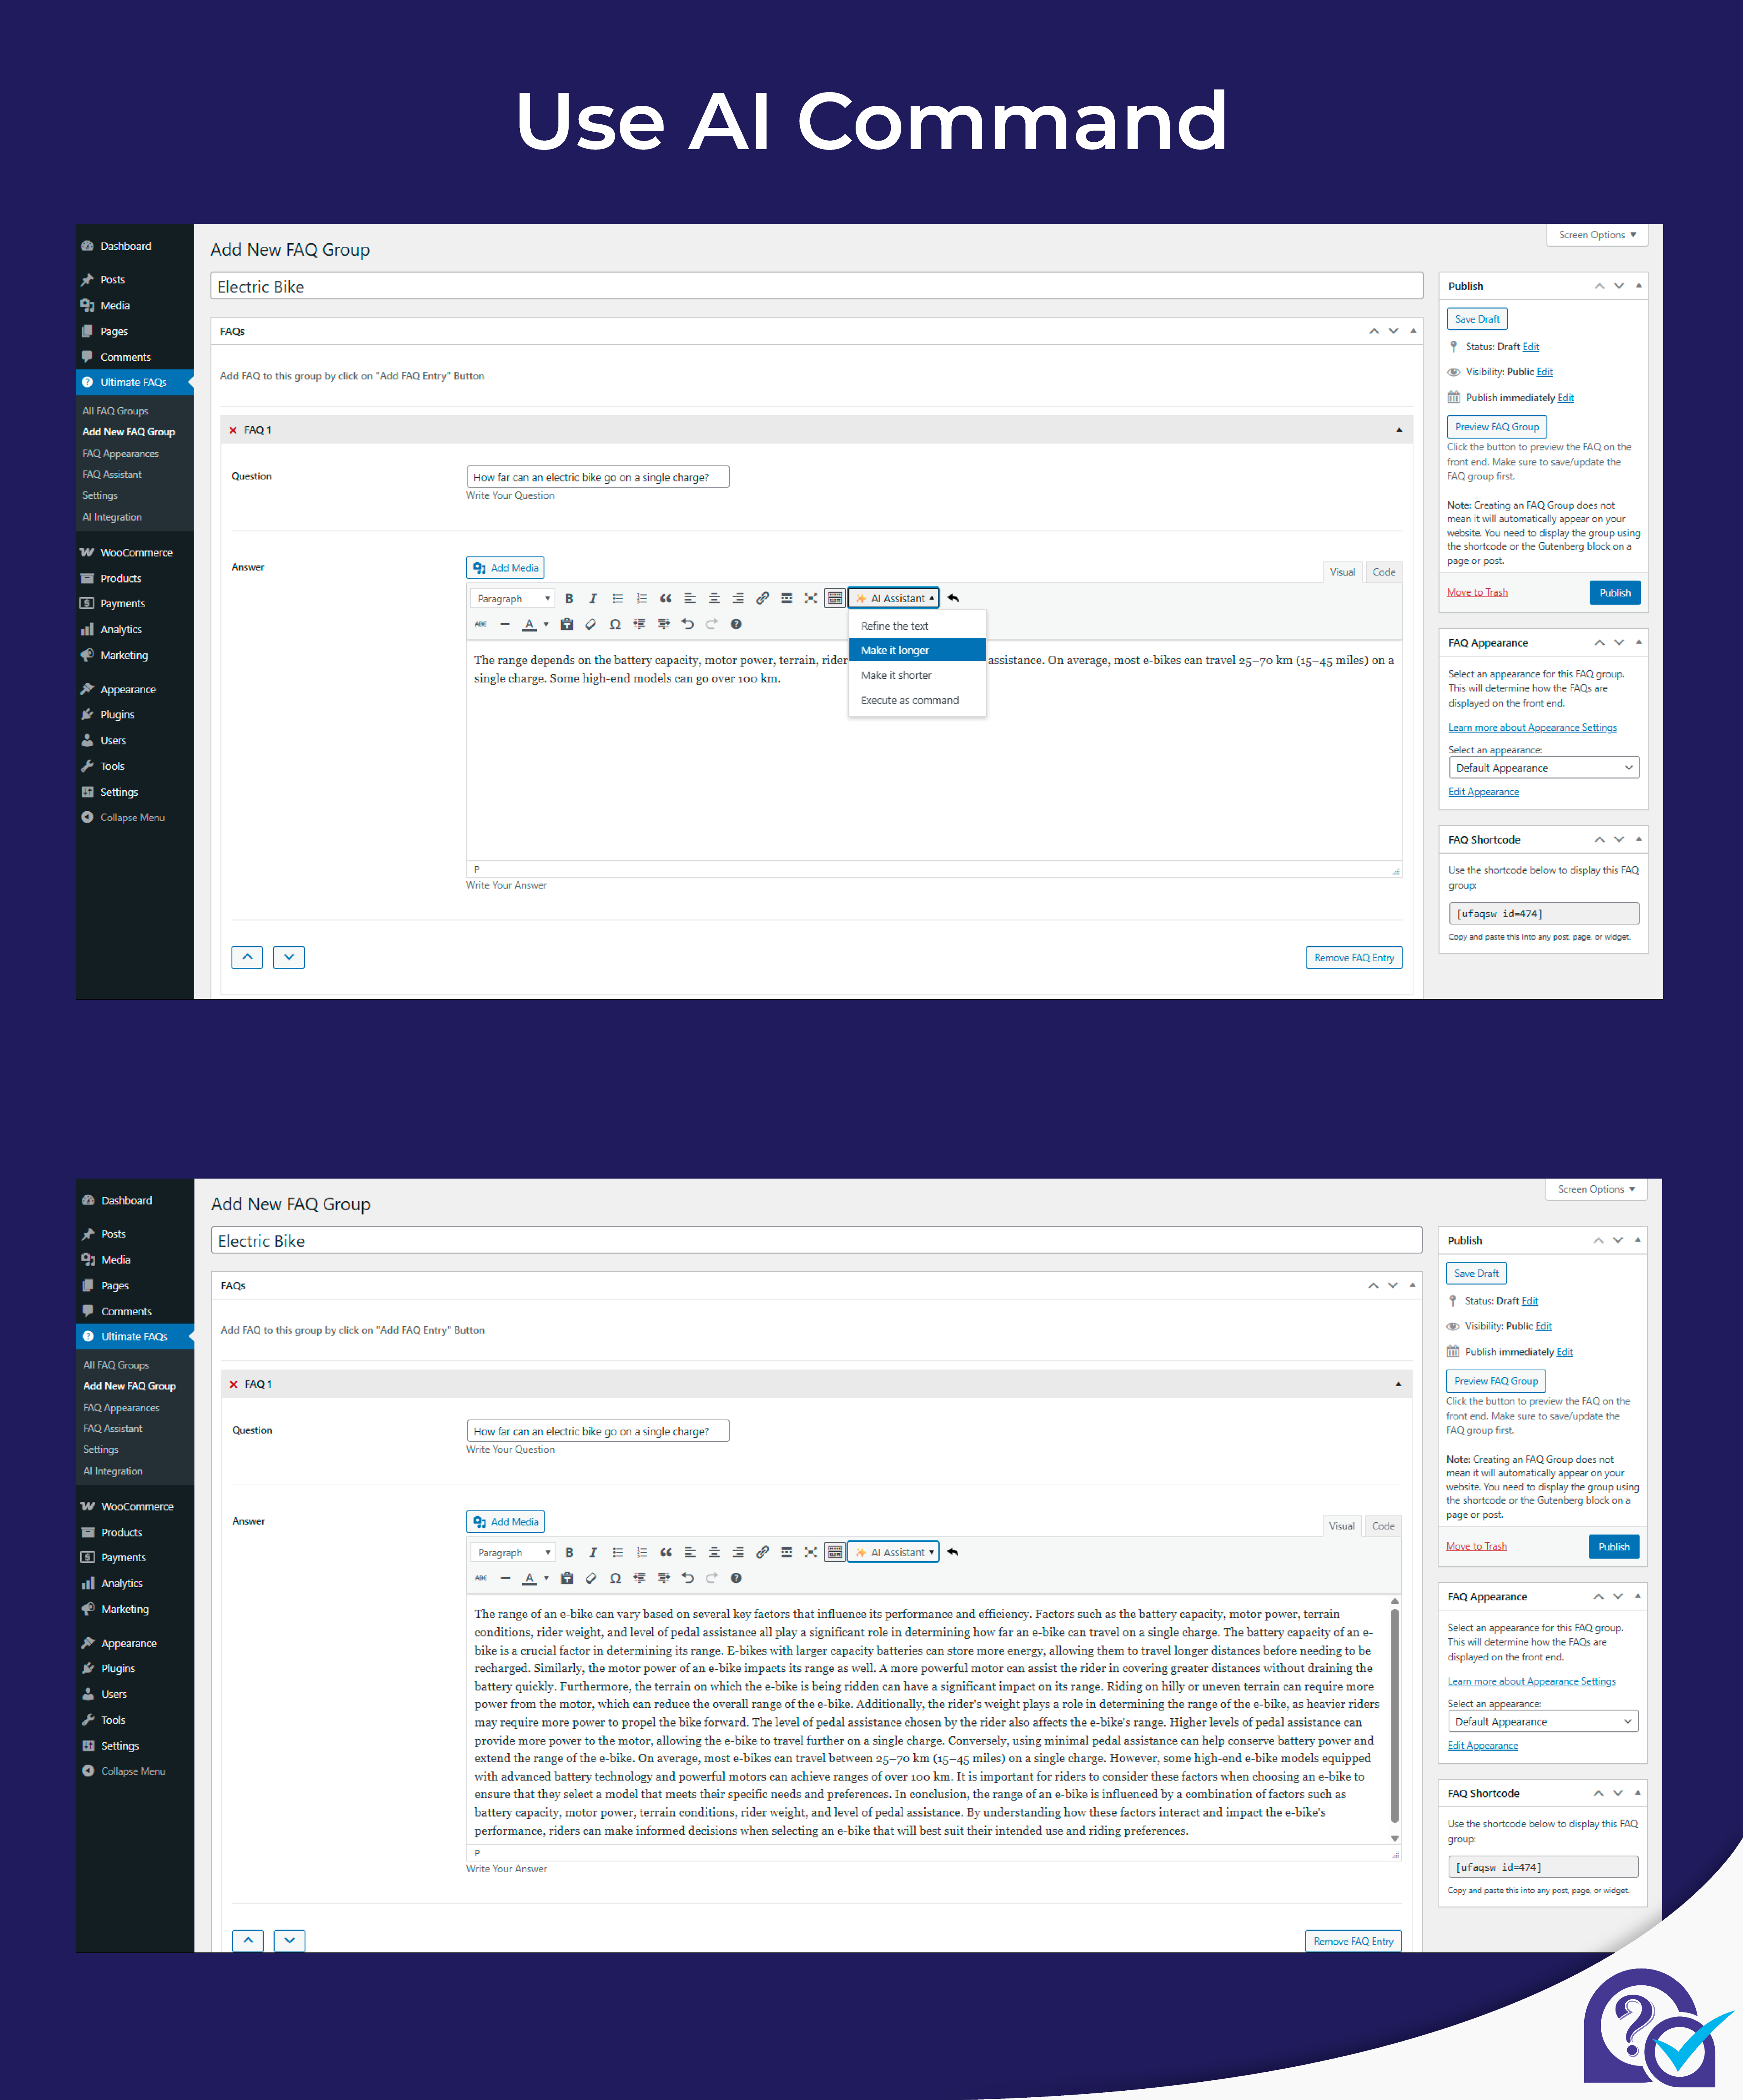 Use AI Command
Dashboard
Posts
Media
Pages
Comments
Ultimate FAQs
All FAQ Groups
Add New FAQ Group
FAQ Appearances
FAQ Assistant
Settings
AI Integration
WooCommerce
Products
Payments
Analytics
Marketing
Appearance
Plugins
Users
Tools
Settings
Collapse Menu
Screen Options
Add New FAQ Group
Electric Bike
FAQs
Add FAQ to this group by click on "Add FAQ Entry" Button
FAQ 1
Question
How far can an electric bike go on a single charge?
Write Your Question
Answer
Add Media
Visual
Code
Paragraph
AI Assistant
Refine the text
Make it longer
Make it shorter
Execute as command
ABC
The range depends on the battery capacity, motor power, terrain, rider assistance. On average, most e-bikes can travel 25–70 km (15–45 miles) on a
single charge. Some high-end models can go over 100 km.
P
Write Your Answer
Remove FAQ Entry
Publish
Save Draft
Status: Draft Edit
Visibility: Public Edit
Publish immediately Edit
Preview FAQ Group
Click the button to preview the FAQ on the
front end. Make sure to save/update the
FAQ group first.
Note: Creating an FAQ Group does not
mean it will automatically appear on your
website. You need to display the group using
the shortcode or the Gutenberg block on a
page or post.
Move to Trash
Publish
FAQ Appearance
Select an appearance for this FAQ group.
This will determine how the FAQs are
displayed on the front end.
Learn more about Appearance Settings
Select an appearance:
Default Appearance
Edit Appearance
FAQ Shortcode
Use the shortcode below to display this FAQ
group:
[ufaqsw id=474]
Copy and paste this into any post, page, or widget.
Dashboard
Posts
Media
Pages
Comments
Ultimate FAQs
All FAQ Groups
Add New FAQ Group
FAQ Appearances
FAQ Assistant
Settings
AI Integration
WooCommerce
Products
Payments
Analytics
Marketing
Appearance
Plugins
Users
Tools
Settings
Collapse Menu
Screen Options
Add New FAQ Group
Electric Bike
FAQs
Add FAQ to this group by click on "Add FAQ Entry" Button
FAQ 1
Question
How far can an electric bike go on a single charge?
Write Your Question
Answer
Add Media
Visual
Code
Paragraph
AI Assistant
ABC
The range of an e-bike can vary based on several key factors that influence its performance and efficiency. Factors such as the battery capacity, motor power, terrain
conditions, rider weight, and level of pedal assistance all play a significant role in determining how far an e-bike can travel on a single charge. The battery capacity of an e-
bike is a crucial factor in determining its range. E-bikes with larger capacity batteries can store more energy, allowing them to travel longer distances before needing to be
recharged. Similarly, the motor power of an e-bike impacts its range as well. A more powerful motor can assist the rider in covering greater distances without draining the
battery quickly. Furthermore, the terrain on which the e-bike is being ridden can have a significant impact on its range. Riding on hilly or uneven terrain can require more
power from the motor, which can reduce the overall range of the e-bike. Additionally, the rider's weight plays a role in determining the range of the e-bike, as heavier riders
may require more power to propel the bike forward. The level of pedal assistance chosen by the rider also affects the e-bike's range. Higher levels of pedal assistance can
provide more power to the motor, allowing the e-bike to travel further on a single charge. Conversely, using minimal pedal assistance can help conserve battery power and
extend the range of the e-bike. On average, most e-bikes can travel between 25–70 km (15–45 miles) on a single charge. However, some high-end e-bike models equipped
with advanced battery technology and powerful motors can achieve ranges of over 100 km. It is important for riders to consider these factors when choosing an e-bike to
ensure that they select a model that meets their specific needs and preferences. In conclusion, the range of an e-bike is influenced by a combination of factors such as
battery capacity, motor power, terrain conditions, rider weight, and level of pedal assistance. By understanding how these factors interact and impact the e-bike's
performance, riders can make informed decisions when selecting an e-bike that will best suit their intended use and riding preferences.
P
Write Your Answer
Remove FAQ Entry
Publish
Save Draft
Status: Draft Edit
Visibility: Public Edit
Publish immediately Edit
Preview FAQ Group
Click the button to preview the FAQ on the
front end. Make sure to save/update the
FAQ group first.
Note: Creating an FAQ Group does not
mean it will automatically appear on your
website. You need to display the group using
the shortcode or the Gutenberg block on a
page or post.
Move to Trash
Publish
FAQ Appearance
Select an appearance for this FAQ group.
This will determine how the FAQs are
displayed on the front end.
Learn more about Appearance Settings
Select an appearance:
Default Appearance
Edit Appearance
FAQ Shortcode
Use the shortcode below to display this FAQ
group:
[ufaqsw id=474]
Copy and paste this into any post, page, or widget.